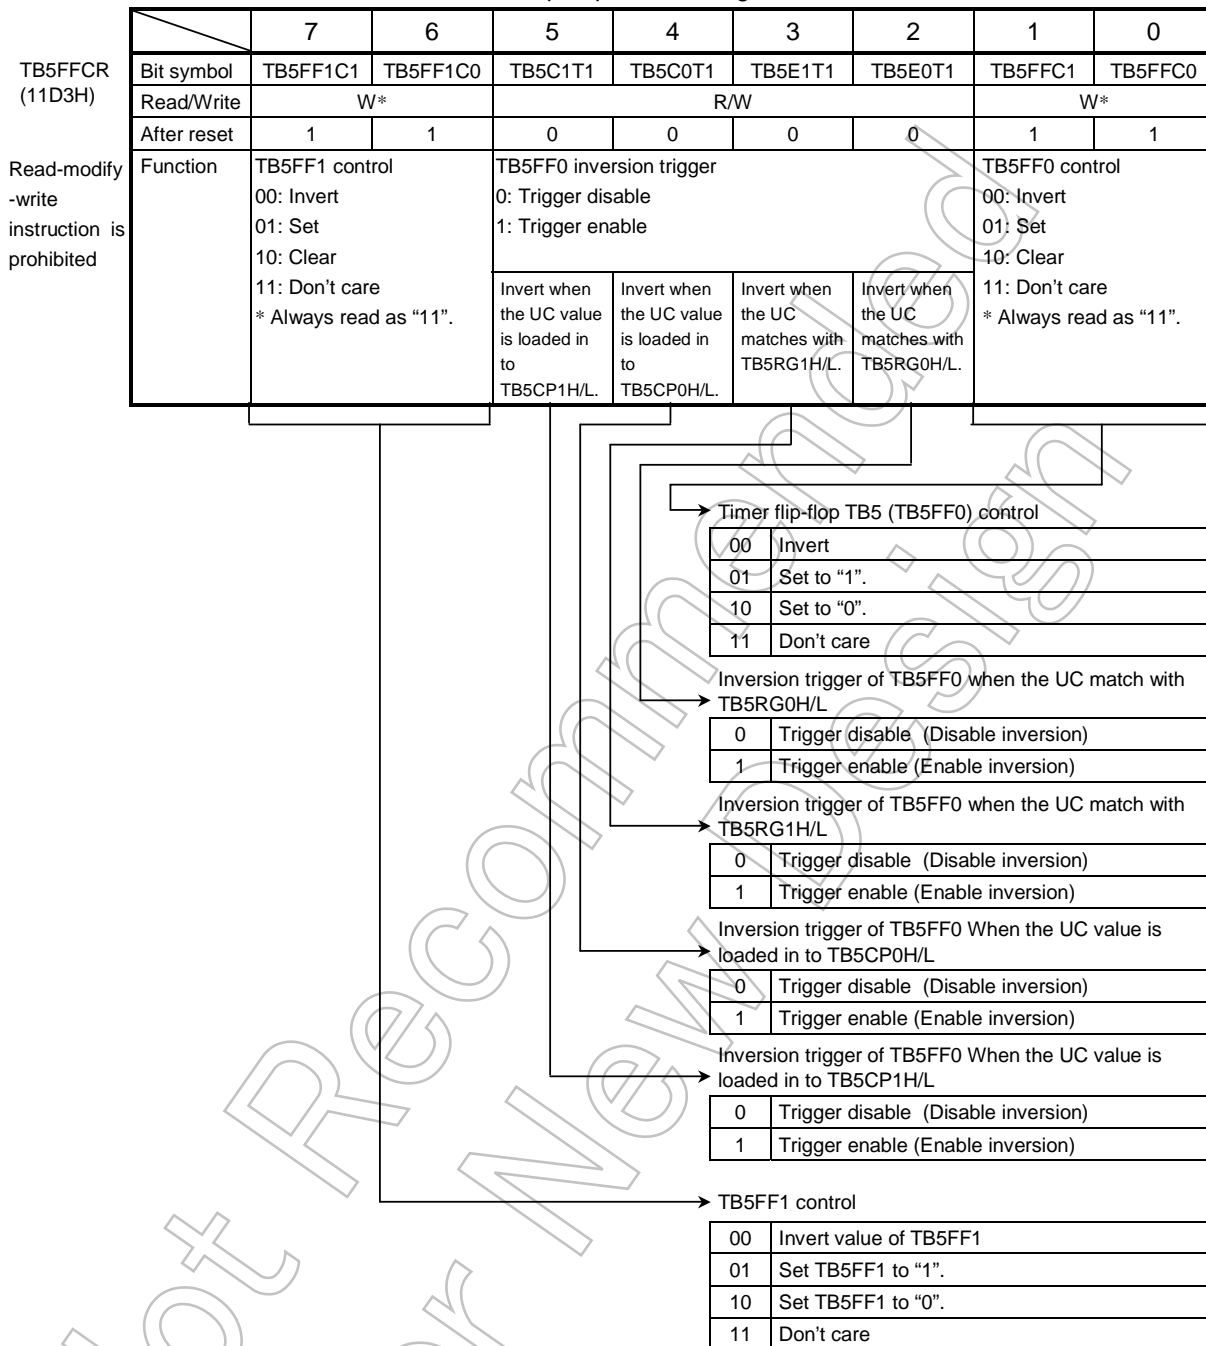 7 6 5 4 3 2 1 0
TB5FFCR
(11D3H)
Bit symbol TB5FF1C1 TB5FF1C0 TB5C1T1 TB5C0T1 TB5E1T1 TB5E0T1 TB5FFC1 TB5FFC0
Read/Write W* R/W W*
After reset 1 1 0 0 0 0 1 1
Read-modify
-write
instruction is
prohibited
Function
TB5FF1 control
00: Invert
01: Set
10: Clear
11: Don't care
* Always read as “11”.
TB5FF0 inversion trigger
0: Trigger disable
1: Trigger enable
Invert when
the UC value
is loaded in
to
TB5CP1H/L.
Invert when
the UC value
is loaded in
to
TB5CP0H/L.
Invert when
the UC
matches with
TB5RG1H/L.
Invert when
the UC
matches with
TB5RG0H/L.
TB5FF0 control
00: Invert
01: Set
10: Clear
11: Don't care
* Always read as “11”.
Timer flip-flop TB5 (TB5FF0) control
00 Invert
01 Set to “1”.
10 Set to “0”.
11 Don't care
Inversion trigger of TB5FF0 when the UC match with
TB5RG0H/L
0 Trigger disable (Disable inversion)
1 Trigger enable (Enable inversion)
Inversion trigger of TB5FF0 when the UC match with
TB5RG1H/L
0 Trigger disable (Disable inversion)
1 Trigger enable (Enable inversion)
Inversion trigger of TB5FF0 When the UC value is
loaded in to TB5CP0H/L
0 Trigger disable (Disable inversion)
1 Trigger enable (Enable inversion)
Inversion trigger of TB5FF0 When the UC value is
loaded in to TB5CP1H/L
0 Trigger disable (Disable inversion)
1 Trigger enable (Enable inversion)
TB5FF1 control
00 Invert value of TB5FF1
01 Set TB5FF1 to “1”.
10 Set TB5FF1 to “0”.
11 Don't care
Not Recommended
for New Design